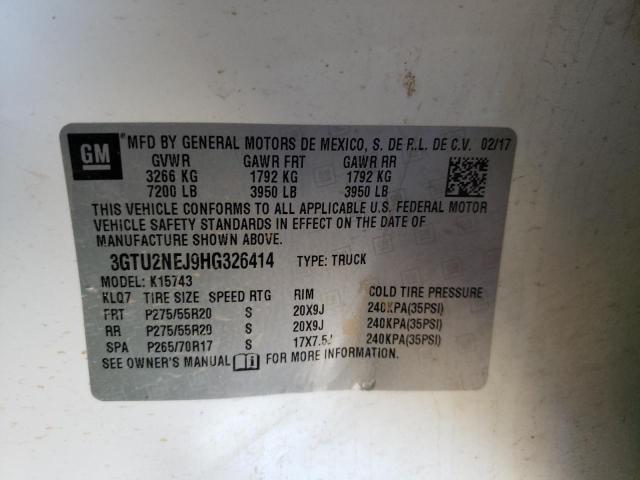 GM
MFD BY GENERAL MOTORS DE MEXICO, S. DE R.L. DE C.V. 02/17
GVWR GAWR FRT GAWR RR
3266 KG 1792 KG 1792 KG
7200 LB 3950 LB 3950 LB
THIS VEHICLE CONFORMS TO ALL APPLICABLE U.S. FEDERAL MOTOR
VEHICLE SAFETY STANDARDS IN EFFECT ON THE DATE OF
MANUFACTURE SHOWN ABOVE.
3GTU2NEJ9HG326414 TYPE: TRUCK
MODEL: K15743
KLQ7 TIRE SIZE SPEED RTG RIM COLD TIRE PRESSURE
FRT P275/55R20 S 20X9J 240KPA(35PSI)
RR P275/55R20 S 20X9J 240KPA(35PSI)
SPA P265/70R17 S 17X7.5J 240KPA(35PSI)
SEE OWNER'S MANUAL FOR MORE INFORMATION.